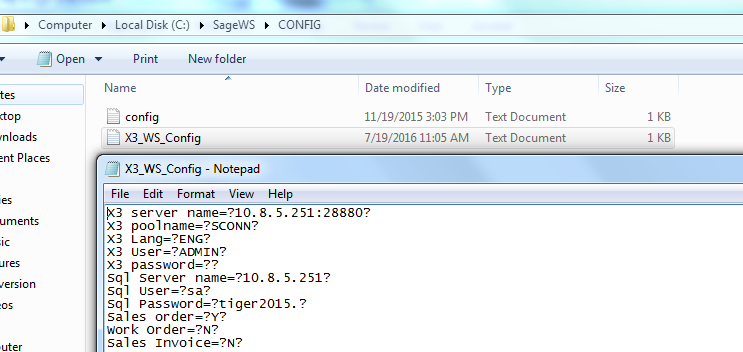 Computer ▸ Local Disk (C:) ▸ SageWS ▸ CONFIG
Open Print New folder
Name Date modified Type Size
config 11/19/2015 3:03 PM Text Document 1 KB
X3_WS_Config 7/19/2016 11:05 AM Text Document 1 KB
tes
ktop
wnloads
ent Places
ies
uments
sic
ures
version
eos
puter
X3_WS_Config - Notepad
File Edit Format View Help
X3 server name=?10.8.5.251:28880?
X3 poolname=?SCONN?
X3 Lang=?ENG?
X3 User=?ADMIN?
X3 password=??
Sql Server name=?10.8.5.251?
Sql User=?sa?
Sql Password=?tiger2015.?
Sales order=?Y?
Work Order=?N?
Sales Invoice=?N?